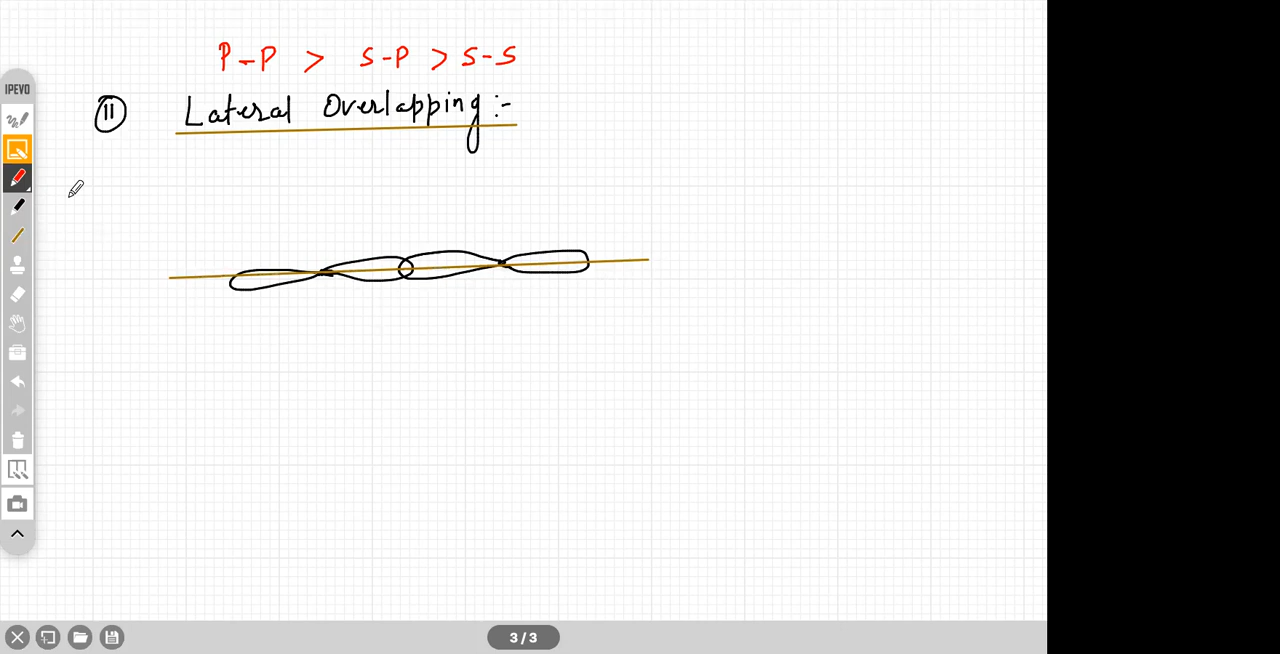 P-P > S-P > S-S
IPEVO
II Lateral Overlapping :-
3 / 3